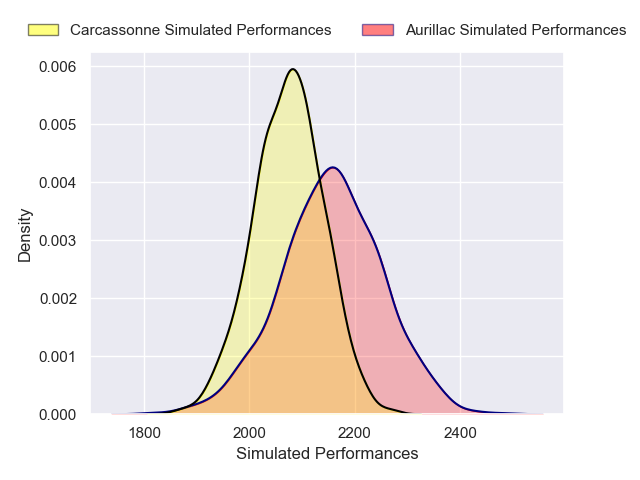 Carcassonne Simulated Performances Aurillac Simulated Performances
0.006
0.005
0.004
0.003
0.002
0.001
0.000
Density
1800 2000 2200 2400
Simulated Performances